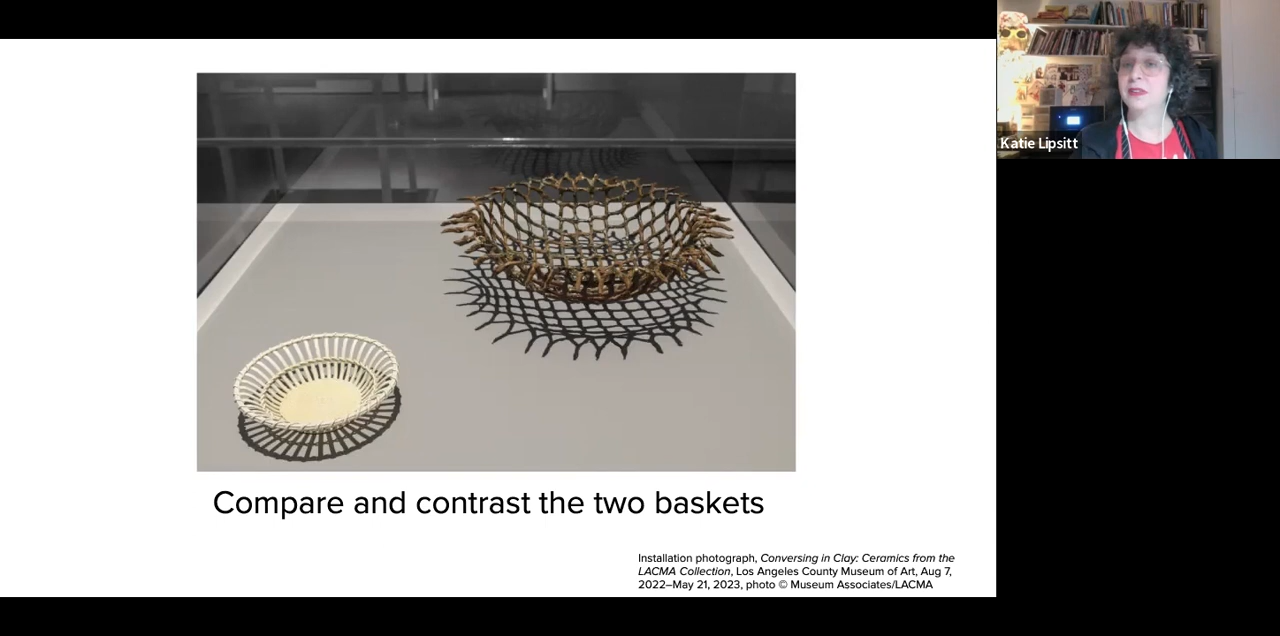 Katie Lipsitt
Compare and contrast the two baskets
Installation photograph, Conversing in Clay: Ceramics from the
LACMA Collection, Los Angeles County Museum of Art, Aug 7,
2022–May 21, 2023, photo © Museum Associates/LACMA